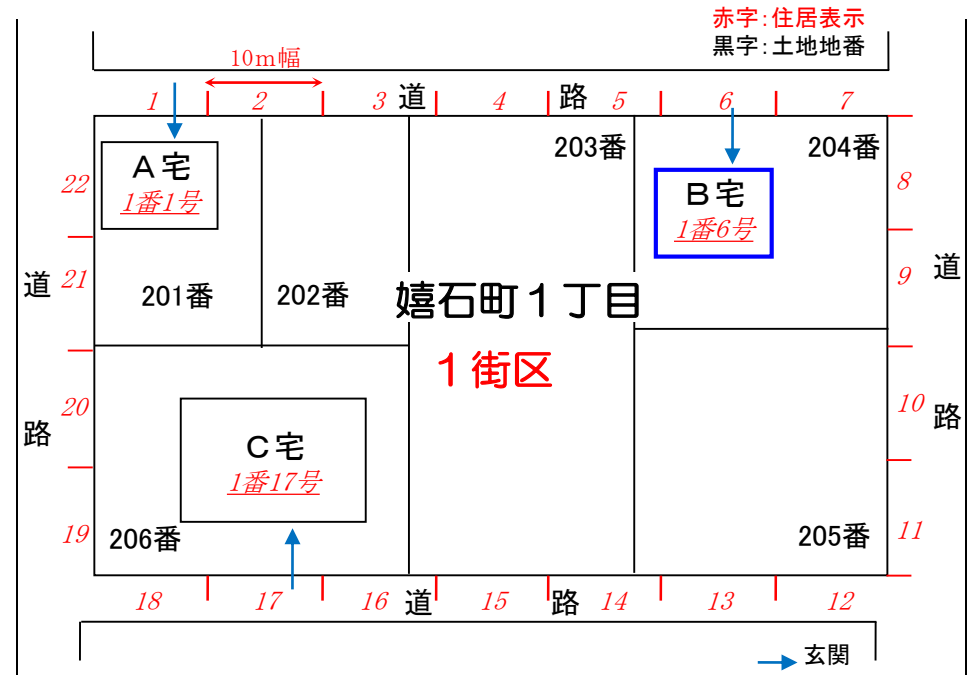 赤字：住居表示
黒字：土地地番
10m幅
1 2 3 道 4 路 5 6 7
203番
204番
A宅
1番1号
B宅
1番6号
22
8
道 21
201番
202番
9 道
嬉石町１丁目
１街区
20
路
10 路
C宅
1番17号
19
206番
205番
11
18 17 16 道 15 路 14 13 12
玄関